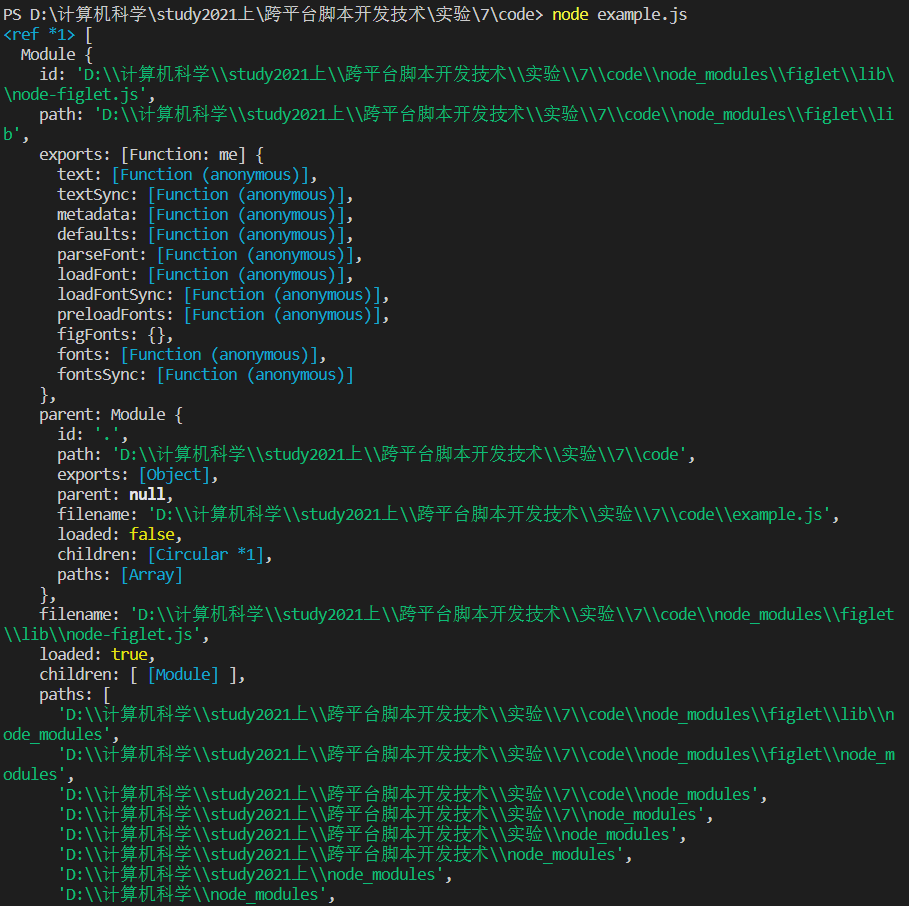 PS D:\计算机科学\study2021上\跨平台脚本开发技术\实验\7\code> node example.js
<ref *1> [
  Module {
    id: 'D:\\计算机科学\\study2021上\\跨平台脚本开发技术\\实验\\7\\code\\node_modules\\figlet\\lib\
\node-figlet.js',
    path: 'D:\\计算机科学\\study2021上\\跨平台脚本开发技术\\实验\\7\\code\\node_modules\\figlet\\li
b',
    exports: [Function: me] {
      text: [Function (anonymous)],
      textSync: [Function (anonymous)],
      metadata: [Function (anonymous)],
      defaults: [Function (anonymous)],
      parseFont: [Function (anonymous)],
      loadFont: [Function (anonymous)],
      loadFontSync: [Function (anonymous)],
      preloadFonts: [Function (anonymous)],
      figFonts: {},
      fonts: [Function (anonymous)],
      fontsSync: [Function (anonymous)]
    },
    parent: Module {
      id: '.',
      path: 'D:\\计算机科学\\study2021上\\跨平台脚本开发技术\\实验\\7\\code',
      exports: [Object],
      parent: null,
      filename: 'D:\\计算机科学\\study2021上\\跨平台脚本开发技术\\实验\\7\\code\\example.js',
      loaded: false,
      children: [Circular *1],
      paths: [Array]
    },
    filename: 'D:\\计算机科学\\study2021上\\跨平台脚本开发技术\\实验\\7\\code\\node_modules\\figlet
\\lib\\node-figlet.js',
    loaded: true,
    children: [ [Module] ],
    paths: [
      'D:\\计算机科学\\study2021上\\跨平台脚本开发技术\\实验\\7\\code\\node_modules\\figlet\\lib\\n
ode_modules',
      'D:\\计算机科学\\study2021上\\跨平台脚本开发技术\\实验\\7\\code\\node_modules\\figlet\\node_m
odules',
      'D:\\计算机科学\\study2021上\\跨平台脚本开发技术\\实验\\7\\code\\node_modules',
      'D:\\计算机科学\\study2021上\\跨平台脚本开发技术\\实验\\7\\node_modules',
      'D:\\计算机科学\\study2021上\\跨平台脚本开发技术\\实验\\node_modules',
      'D:\\计算机科学\\study2021上\\跨平台脚本开发技术\\node_modules',
      'D:\\计算机科学\\study2021上\\node_modules',
      'D:\\计算机科学\\node_modules',